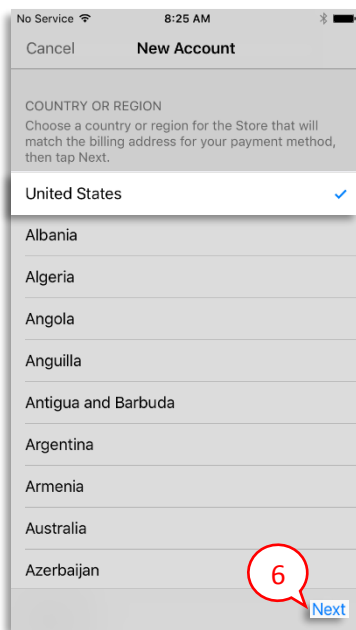 No Service 8:25 AM
Cancel New Account
COUNTRY OR REGION
Choose a country or region for the Store that will
match the billing address for your payment method,
then tap Next.
United States
Albania
Algeria
Angola
Anguilla
Antigua and Barbuda
Argentina
Armenia
Australia
Azerbaijan
6
Next